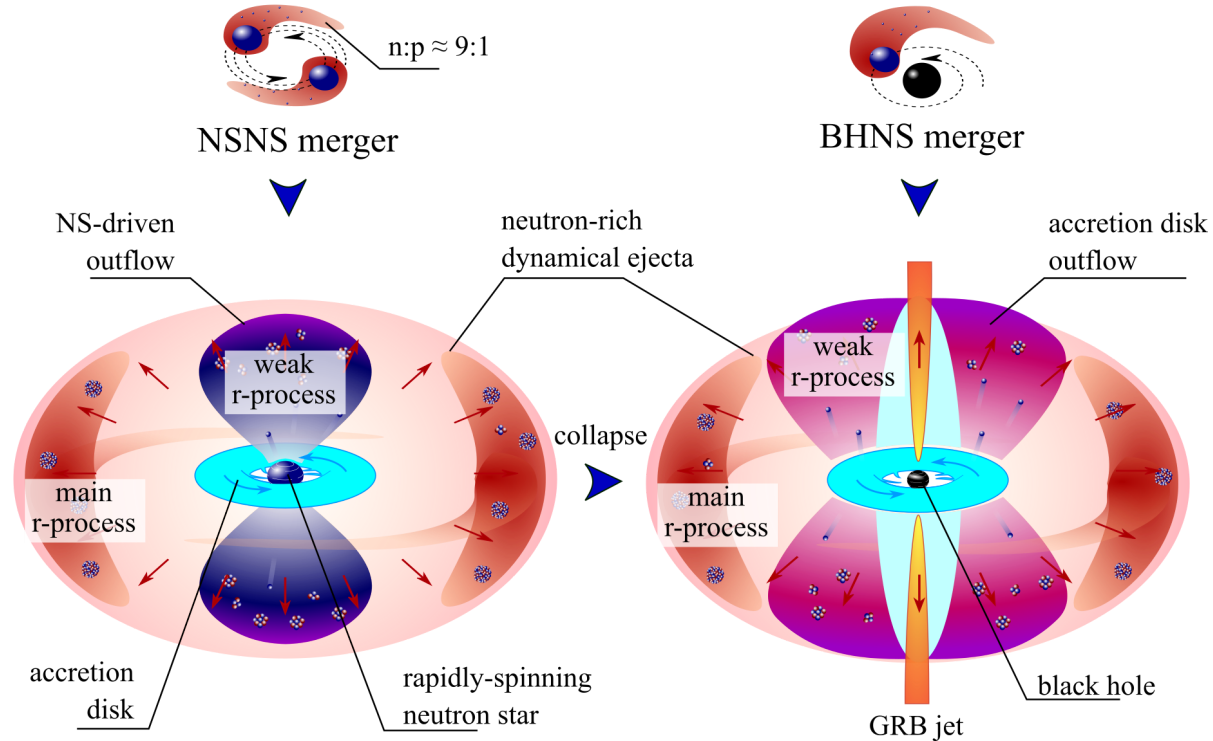 n:p ≈ 9:1
NSNS merger
BHNS merger
NS-driven
outflow
neutron-rich
dynamical ejecta
accretion disk
outflow
weak
r-process
weak
r-process
collapse
main
r-process
main
r-process
accretion
disk
rapidly-spinning
neutron star
black hole
GRB jet